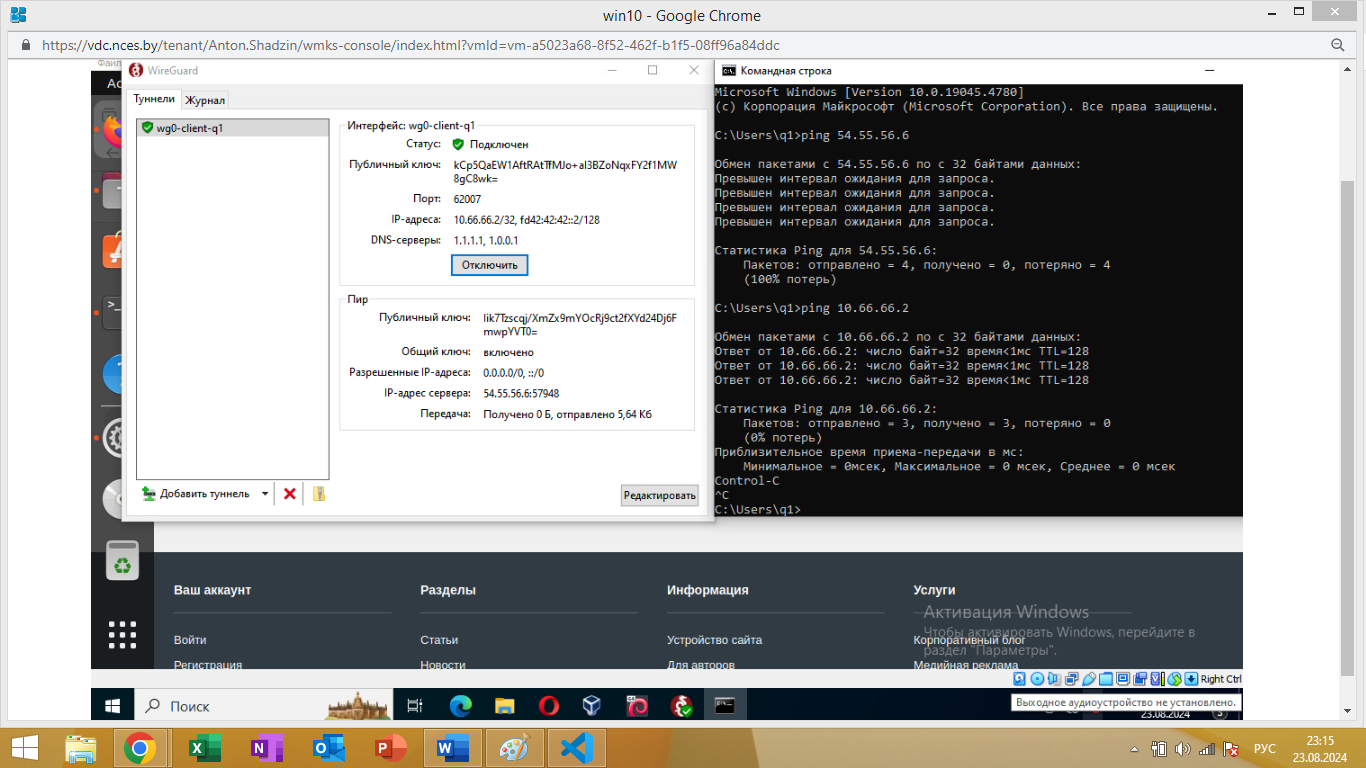 win10 - Google Chrome
https://vdc.nces.by/tenant/Anton.Shadzin/wmks-console/index.html?vmId=vm-a5023a68-8f52-462f-b1f5-08ff96a84ddc
WireGuard
Туннели
Журнал
wg0-client-q1
Интерфейс: wg0-client-q1
Статус: Подключен
Публичный ключ: kCp5QaEW1AftRAtTfMJo+aI3BZoNqxFY2f1MW
8gC8wk=
Порт: 62007
IP-адреса: 10.66.66.2/32, fd42:42:42::2/128
DNS-серверы: 1.1.1.1, 1.0.0.1
Отключить
Пир
Публичный ключ: lik7Tzscqj/XmZx9mYOcRj9ct2fXYd24Dj6F
mwpYVT0=
Общий ключ: включено
Разрешенные IP-адреса: 0.0.0.0/0, ::/0
IP-адрес сервера: 54.55.56.6:57948
Передача: Получено 0 Б, отправлено 5,64 Кб
Добавить туннель
Редактировать
Командная строка
Microsoft Windows [Version 10.0.19045.4780]
(c) Корпорация Майкрософт (Microsoft Corporation). Все права защищены.
C:\Users\q1>ping 54.55.56.6
Обмен пакетами с 54.55.56.6 по с 32 байтами данных:
Превышен интервал ожидания для запроса.
Превышен интервал ожидания для запроса.
Превышен интервал ожидания для запроса.
Превышен интервал ожидания для запроса.
Статистика Ping для 54.55.56.6:
Пакетов: отправлено = 4, получено = 0, потеряно = 4
(100% потерь)
C:\Users\q1>ping 10.66.66.2
Обмен пакетами с 10.66.66.2 по с 32 байтами данных:
Ответ от 10.66.66.2: число байт=32 время<1мс TTL=128
Ответ от 10.66.66.2: число байт=32 время<1мс TTL=128
Ответ от 10.66.66.2: число байт=32 время<1мс TTL=128
Статистика Ping для 10.66.66.2:
Пакетов: отправлено = 3, получено = 3, потеряно = 0
(0% потерь)
Приблизительное время приема-передачи в мс:
Минимальное = 0мсек, Максимальное = 0 мсек, Среднее = 0 мсек
Control-C
^C
C:\Users\q1>
Ваш аккаунт
Разделы
Информация
Услуги
Войти
Статьи
Устройство сайта
Корпоративный блог
Регистрация
Новости
Для авторов
Медийная реклама
Активация Windows
Чтобы активировать Windows, перейдите в
раздел "Параметры".
Right Ctrl
Выходное аудиоустройство не установлено.
Поиск
23.08.2024
РУС
23:15
23.08.2024